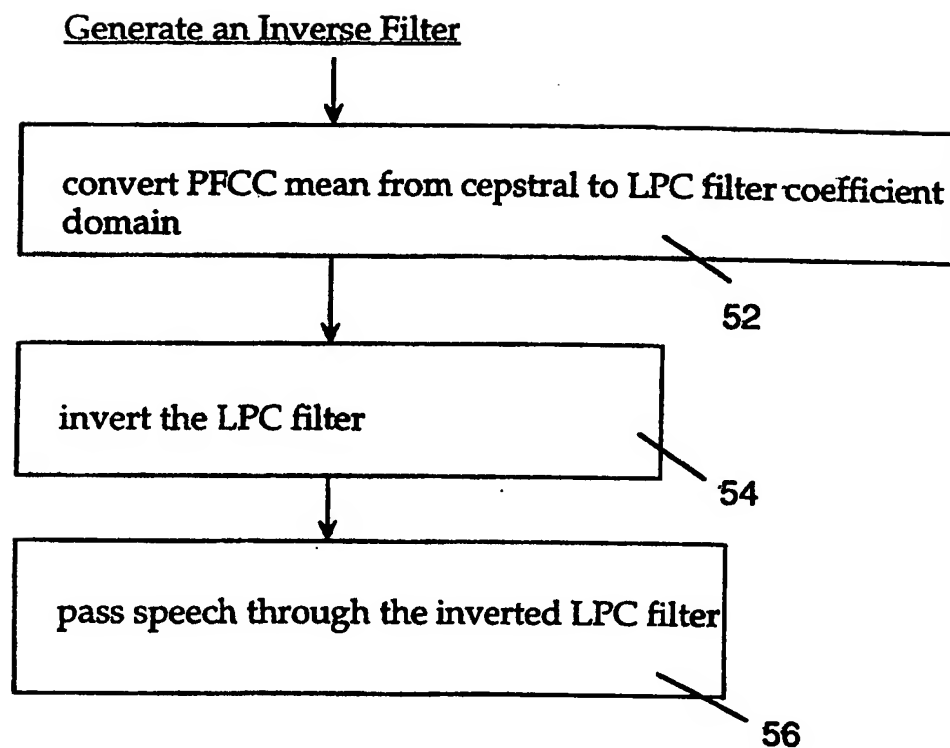 Generate an Inverse Filter
convert PFCC mean from cepstral to LPC filter coefficient
domain
52
invert the LPC filter
54
pass speech through the inverted LPC filter
56